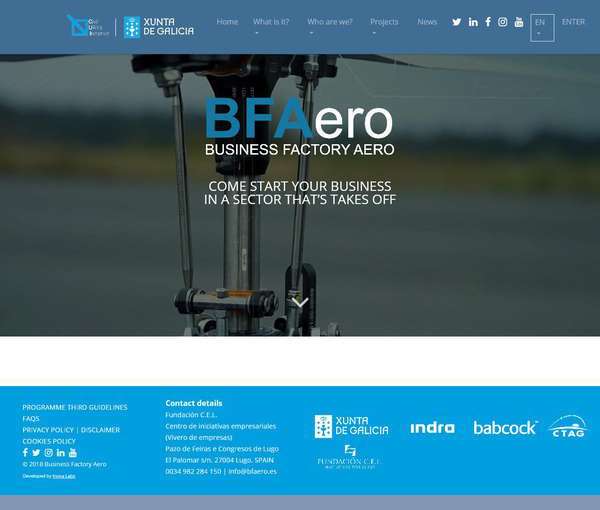 Civil
UAVs
Initiative
XUNTA
DE GALICIA
Home
What is it?
Who are we?
Projects
News
EN
ENTER
BFAero
BUSINESS FACTORY AERO
COME START YOUR BUSINESS
IN A SECTOR THAT'S TAKES OFF
PROGRAMME THIRD GUIDELINES
FAQS
PRIVACY POLICY | DISCLAIMER
COOKIES POLICY
© 2018 Business Factory Aero
Developed by
Contact details
Fundación C.E.L.
Centro de iniciativas empresariales
(Vivero de empresas)
Pazo de Feiras e Congresos de Lugo
El Palomar s/n. 27004 Lugo, SPAIN
0034 982 284 150 | info@bfaero.es
XUNTA
DE GALICIA
indra
babcock
CTAG
FUNDACIÓN C.E.L.